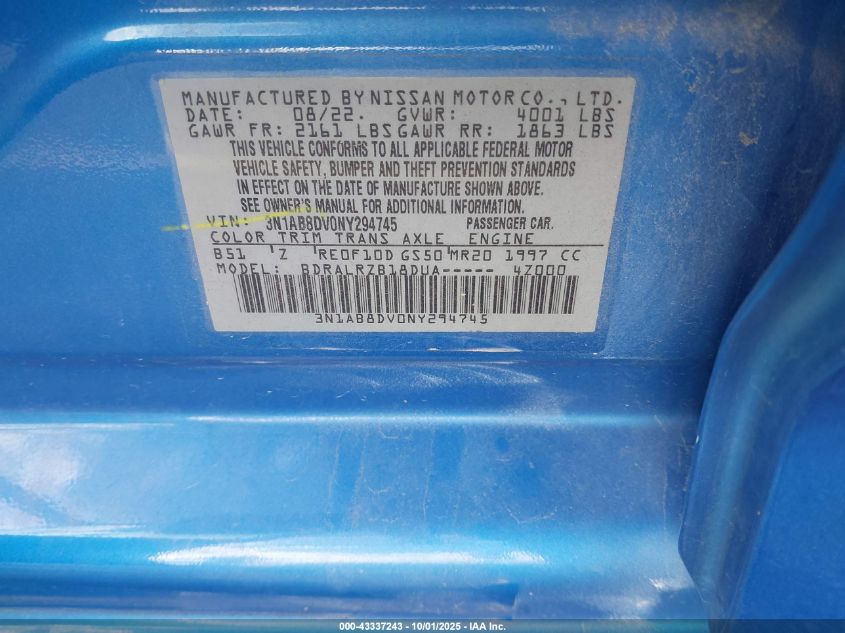 MANUFACTURED BY NISSAN MOTOR CO., LTD.
DATE: 08/22. GVWR: 4001 LBS
GAWR FR: 2161 LBS GAWR RR: 1863 LBS
THIS VEHICLE CONFORMS TO ALL APPLICABLE FEDERAL MOTOR
VEHICLE SAFETY, BUMPER AND THEFT PREVENTION STANDARDS
IN EFFECT ON THE DATE OF MANUFACTURE SHOWN ABOVE.
SEE OWNER'S MANUAL FOR ADDITIONAL INFORMATION.
VIN: 3N1AB8DV0NY294745 PASSENGER CAR.
COLOR TRIM TRANS AXLE ENGINE
B51 Z RE0F10D GS50 MR20 1997 CC
MODEL: BDRALRZB18DUA----- 4Z000
3N1AB8DV0NY294745
000-43337243 - 10/01/2025 - IAA Inc.